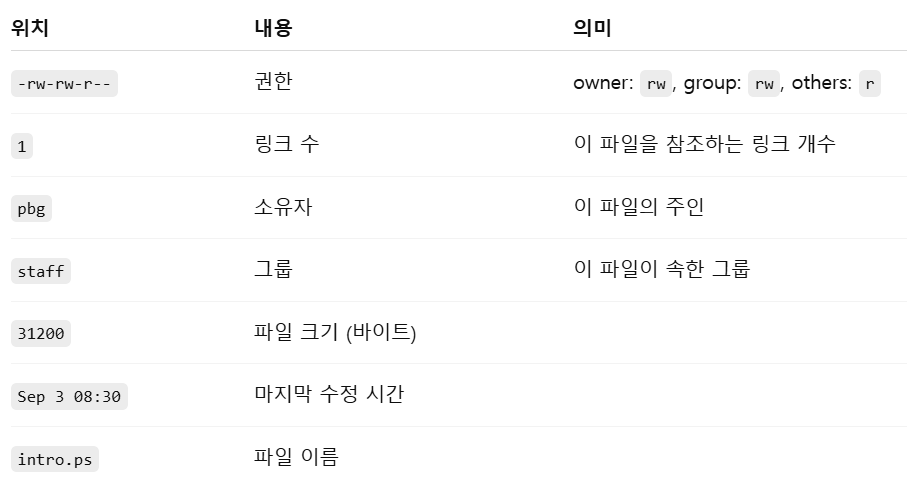 위치 내용 의미
-rw-rw-r-- 권한 owner: rw, group: rw, others: r
1 링크 수 이 파일을 참조하는 링크 개수
pbg 소유자 이 파일의 주인
staff 그룹 이 파일이 속한 그룹
31200 파일 크기 (바이트)
Sep 3 08:30 마지막 수정 시간
intro.ps 파일 이름